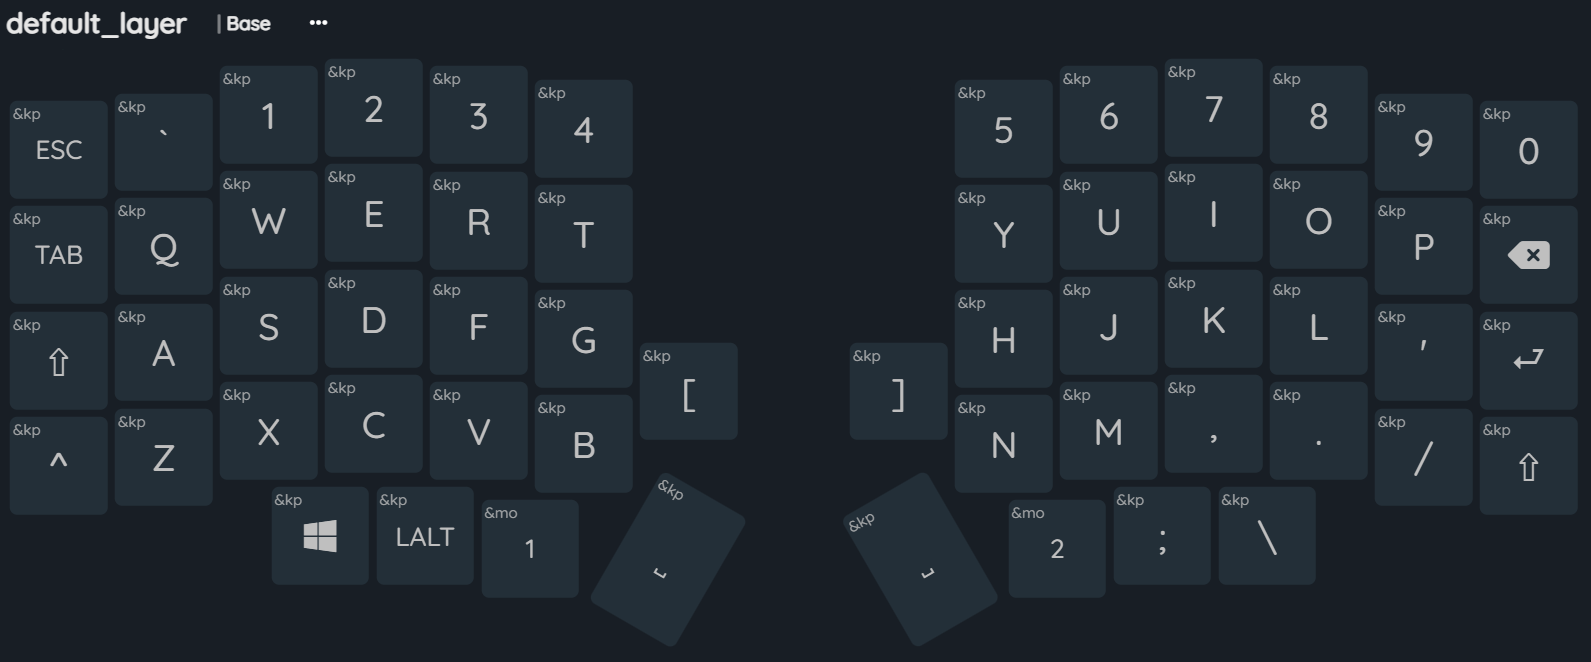 default_layer | Base ···
&kp ESC &kp ` &kp 1 &kp 2 &kp 3 &kp 4 &kp 5 &kp 6 &kp 7 &kp 8 &kp 9 &kp 0
&kp TAB &kp Q &kp W &kp E &kp R &kp T &kp Y &kp U &kp I &kp O &kp P &kp ⌫
&kp ⇧ &kp A &kp S &kp D &kp F &kp G &kp H &kp J &kp K &kp L &kp ' &kp ⏎
&kp ^ &kp Z &kp X &kp C &kp V &kp B &kp [ &kp ] &kp N &kp M &kp , &kp . &kp / &kp ⇧
&kp &kp LALT &mo 1 &kp ⎵ &kp ⎵ &mo 2 &kp ; &kp \